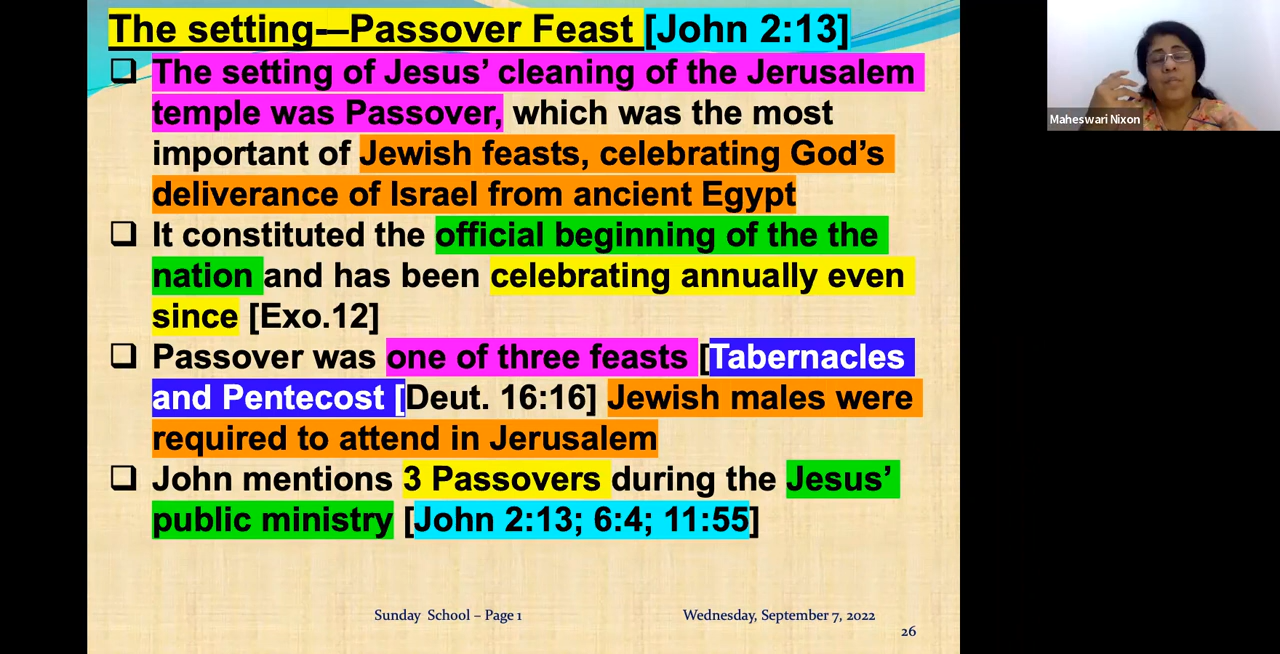 The setting-–Passover Feast [John 2:13]
❑ The setting of Jesus’ cleaning of the Jerusalem
temple was Passover, which was the most
important of Jewish feasts, celebrating God’s
deliverance of Israel from ancient Egypt
❑ It constituted the official beginning of the the
nation and has been celebrating annually even
since [Exo.12]
❑ Passover was one of three feasts [Tabernacles
and Pentecost [Deut. 16:16] Jewish males were
required to attend in Jerusalem
❑ John mentions 3 Passovers during the Jesus’
public ministry [John 2:13; 6:4; 11:55]
Sunday School – Page 1
Wednesday, September 7, 2022
26
Maheswari Nixon